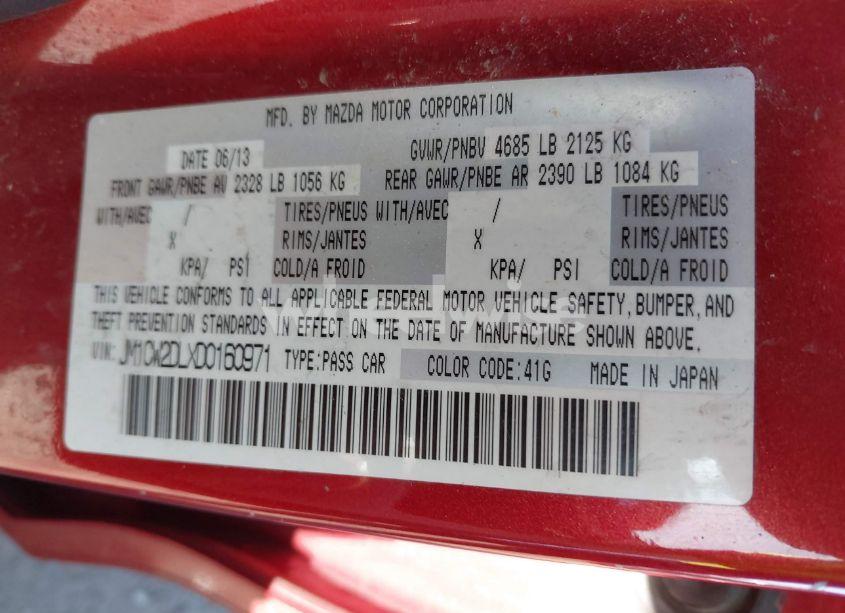 MFD. BY MAZDA MOTOR CORPORATION
DATE 06/13 GVWR/PNBV 4685 LB 2125 KG
FRONT GAWR/PNBE AV 2328 LB 1056 KG REAR GAWR/PNBE AR 2390 LB 1084 KG
WITH/AVEC / TIRES/PNEUS WITH/AVEC / TIRES/PNEUS
X RIMS/JANTES X RIMS/JANTES
KPA/ PSI COLD/A FROID KPA/ PSI COLD/A FROID
THIS VEHICLE CONFORMS TO ALL APPLICABLE FEDERAL MOTOR VEHICLE SAFETY, BUMPER, AND
THEFT PREVENTION STANDARDS IN EFFECT ON THE DATE OF MANUFACTURE SHOWN ABOVE.
VIN: JM1CW2DLXD0160971 TYPE:PASS CAR COLOR CODE:41G MADE IN JAPAN